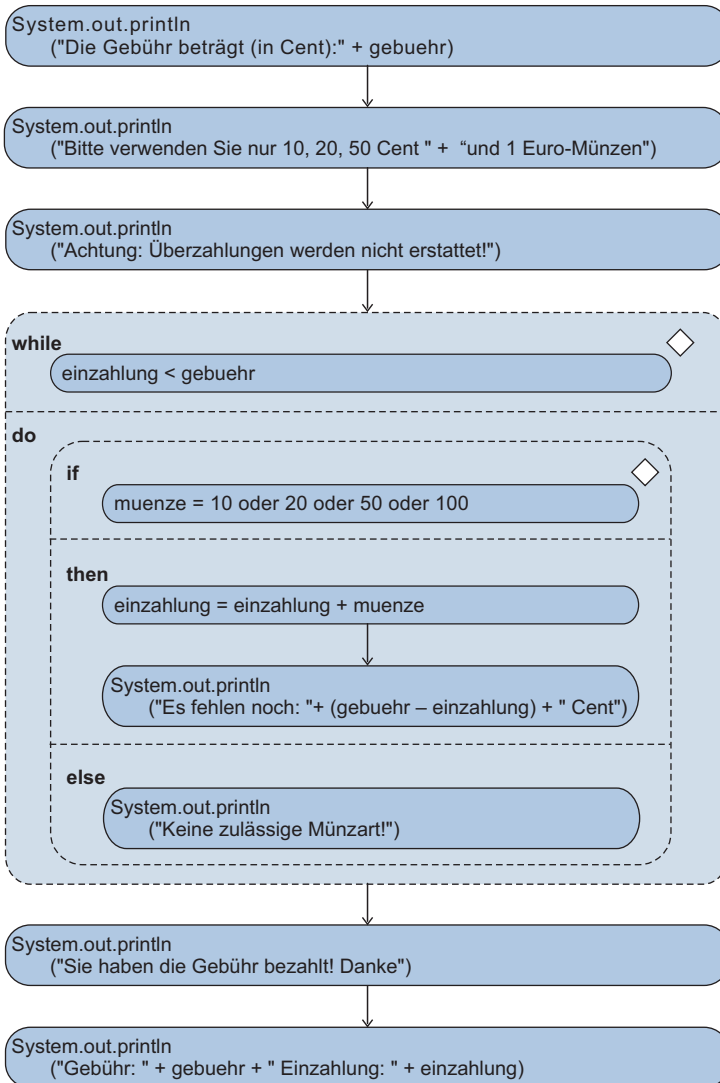 System.out.println
("Die Gebühr beträgt (in Cent):" + gebuehr)
System.out.println
("Bitte verwenden Sie nur 10, 20, 50 Cent " + “und 1 Euro-Münzen")
System.out.println
("Achtung: Überzahlungen werden nicht erstattet!")
while
einzahlung < gebuehr
do
if
muenze = 10 oder 20 oder 50 oder 100
then
einzahlung = einzahlung + muenze
System.out.println
("Es fehlen noch: "+ (gebuehr – einzahlung) + " Cent")
else
System.out.println
("Keine zulässige Münzart!")
System.out.println
("Sie haben die Gebühr bezahlt! Danke")
System.out.println
("Gebühr: " + gebuehr + " Einzahlung: " + einzahlung)